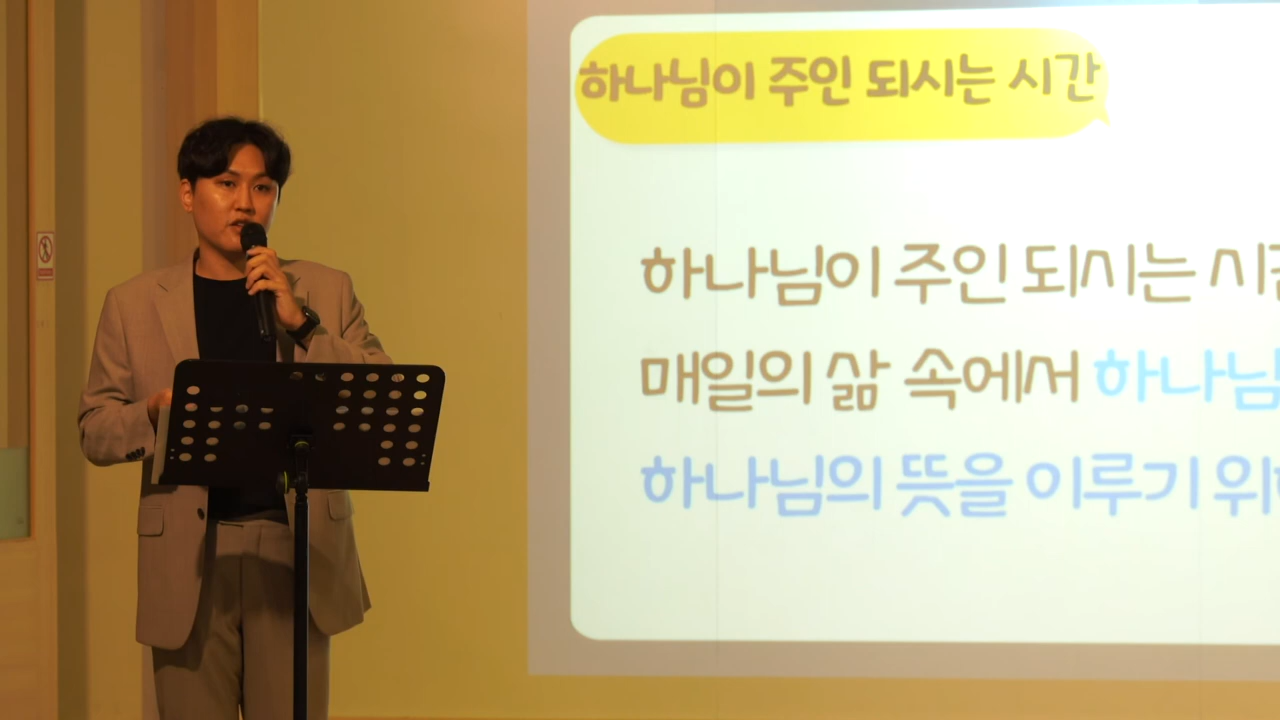 하나님이 주인 되시는 시간
하나님이 주인 되시는
매일의 삶 속에서 하나님
하나님의 뜻을 이루기